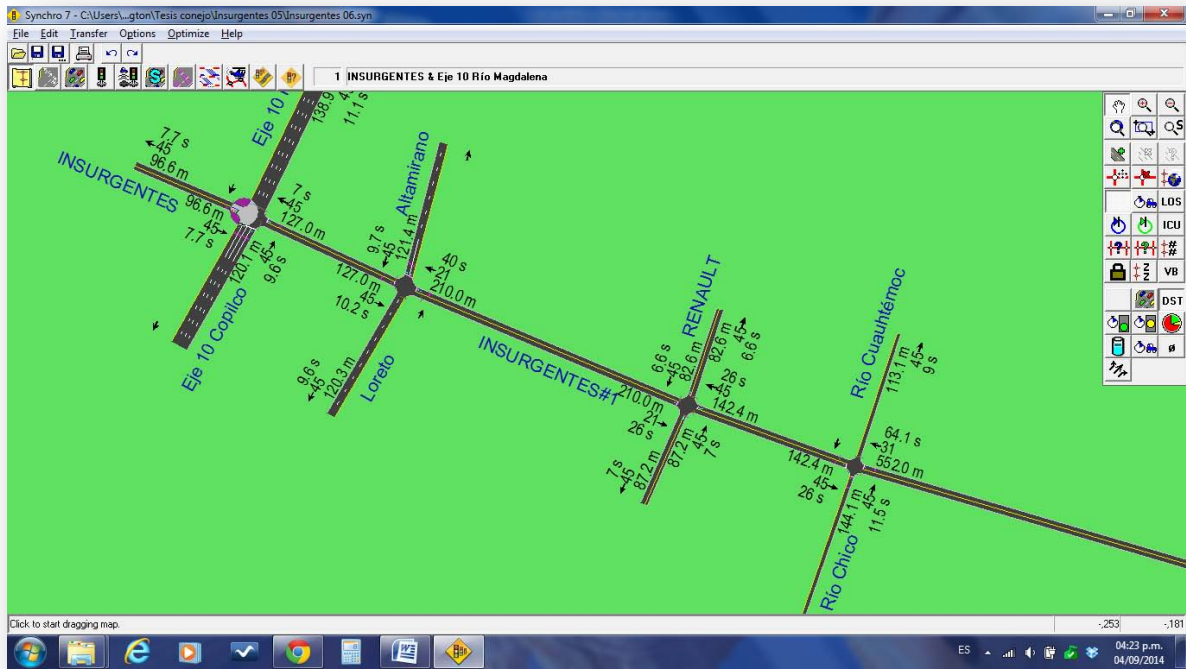 Synchro 7 - C:\Users\...gton\Tesis conejo\Insurgentes 05\Insurgentes 06.syn
File Edit Transfer Options Optimize Help
1 INSURGENTES & Eje 10 Río Magdalena
LOS
ICU
VB
DST
Eje 10
138.9
11.1 s
7.7 s
45
96.6 m
INSURGENTES
96.6 m
45
7.7 s
7 s
45
127.0 m
120.1 m
45
9.6 s
Eje 10 Copilco
Altamirano
9.7 s
45
121.4 m
40 s
21
210.0 m
127.0 m
45
10.2 s
9.6 s
45
120.3 m
Loreto
INSURGENTES#1
RENAULT
6.6 s
45
82.6 m
82.6 m
45
6.6 s
26 s
45
142.4 m
210.0 m
21
26 s
7 s
45
87.2 m
87.2 m
45
7 s
Río Cuauhtémoc
113.1 m
45
9 s
64.1 s
31
552.0 m
142.4 m
45
26 s
144.1 m
45
11.5 s
Río Chico
Click to start dragging map.
-,253
-,181
ES
04:23 p.m.
04/09/2014